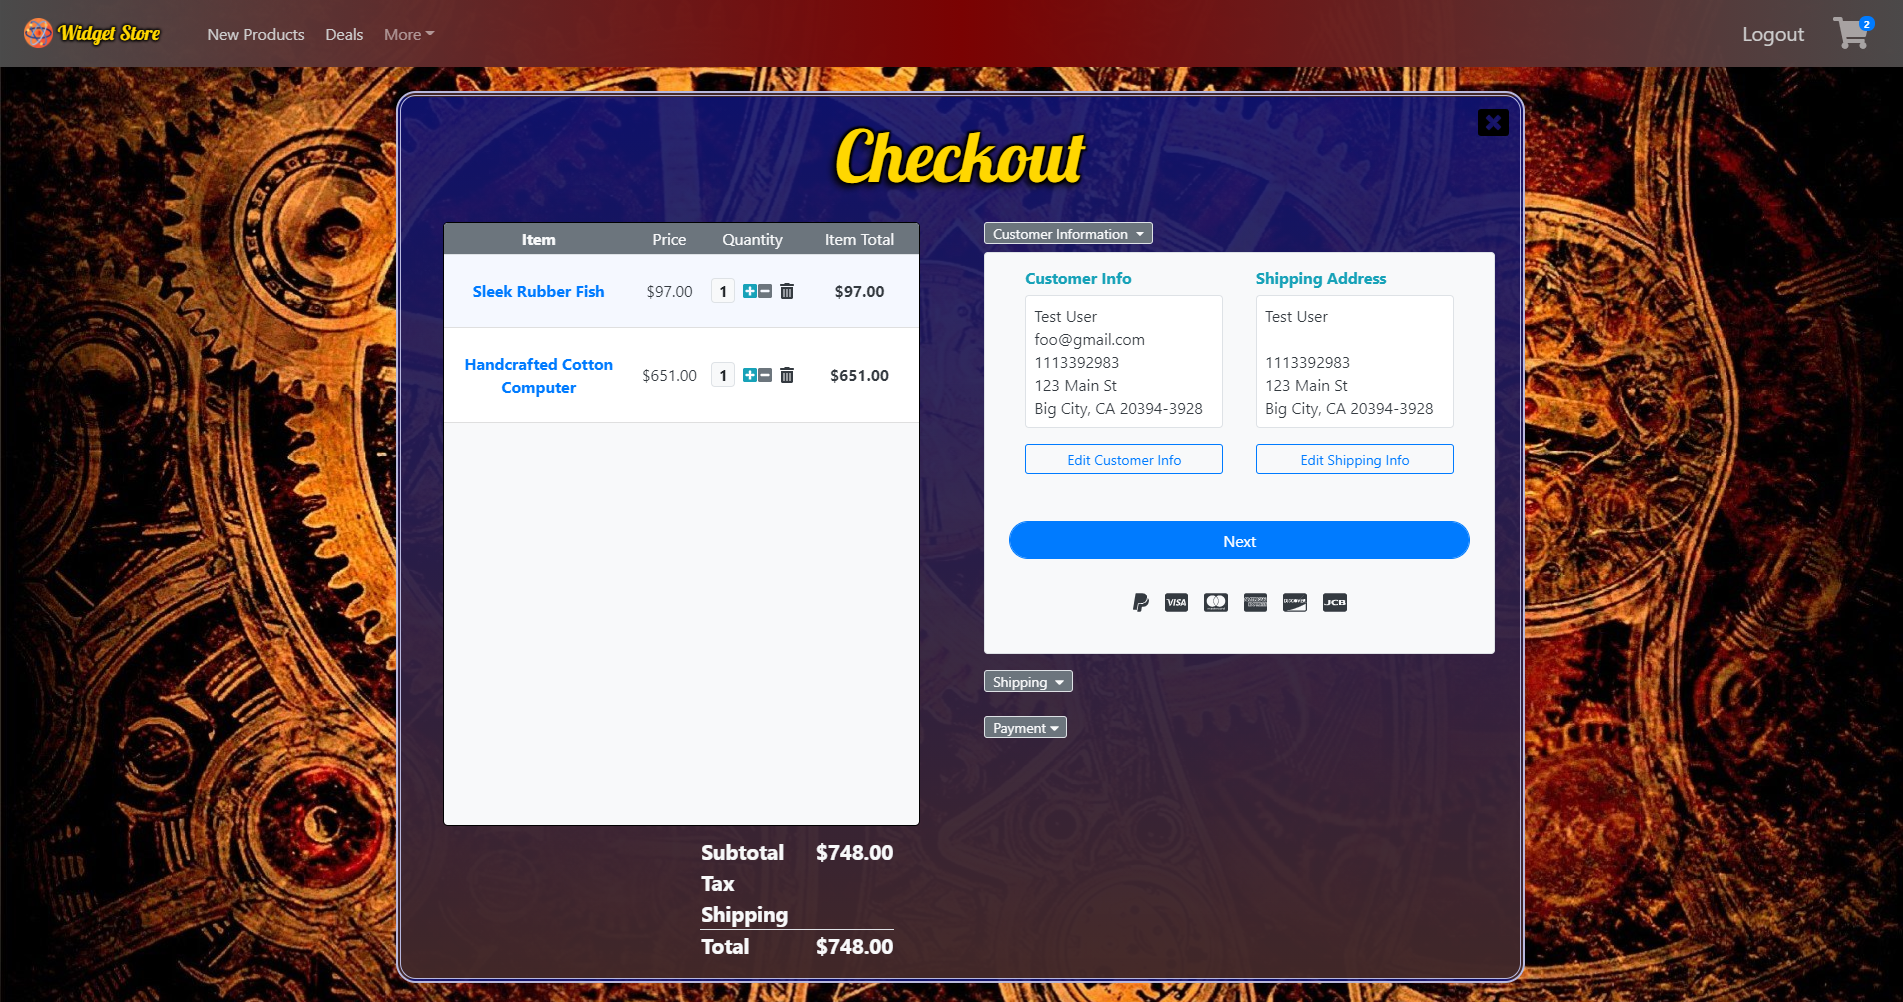 Widget Store
New Products
Deals
More
Logout
2
Checkout
Item Price Quantity Item Total
Sleek Rubber Fish $97.00 1 $97.00
Handcrafted Cotton
Computer
$651.00 1 $651.00
Subtotal $748.00
Tax
Shipping
Total $748.00
Customer Information
Customer Info
Test User
foo@gmail.com
1113392983
123 Main St
Big City, CA 20394-3928
Edit Customer Info
Shipping Address
Test User
1113392983
123 Main St
Big City, CA 20394-3928
Edit Shipping Info
Next
VISA
DISCOVER
JCB
Shipping
Payment